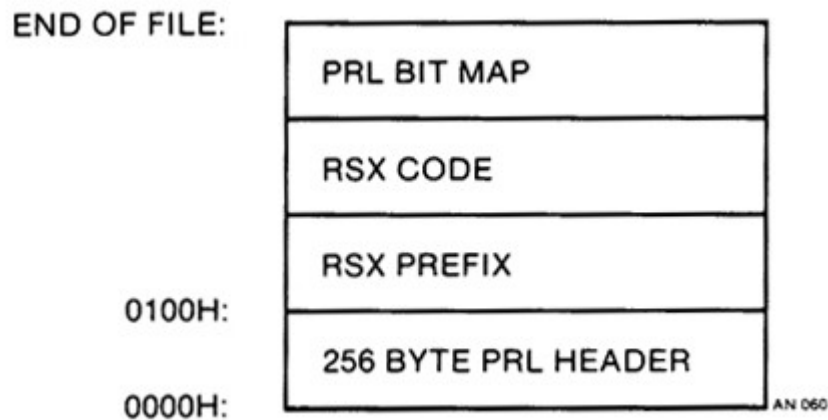 END OF FILE:
PRL BIT MAP
RSX CODE
RSX PREFIX
0100H:
256 BYTE PRL HEADER
0000H:
AN 060